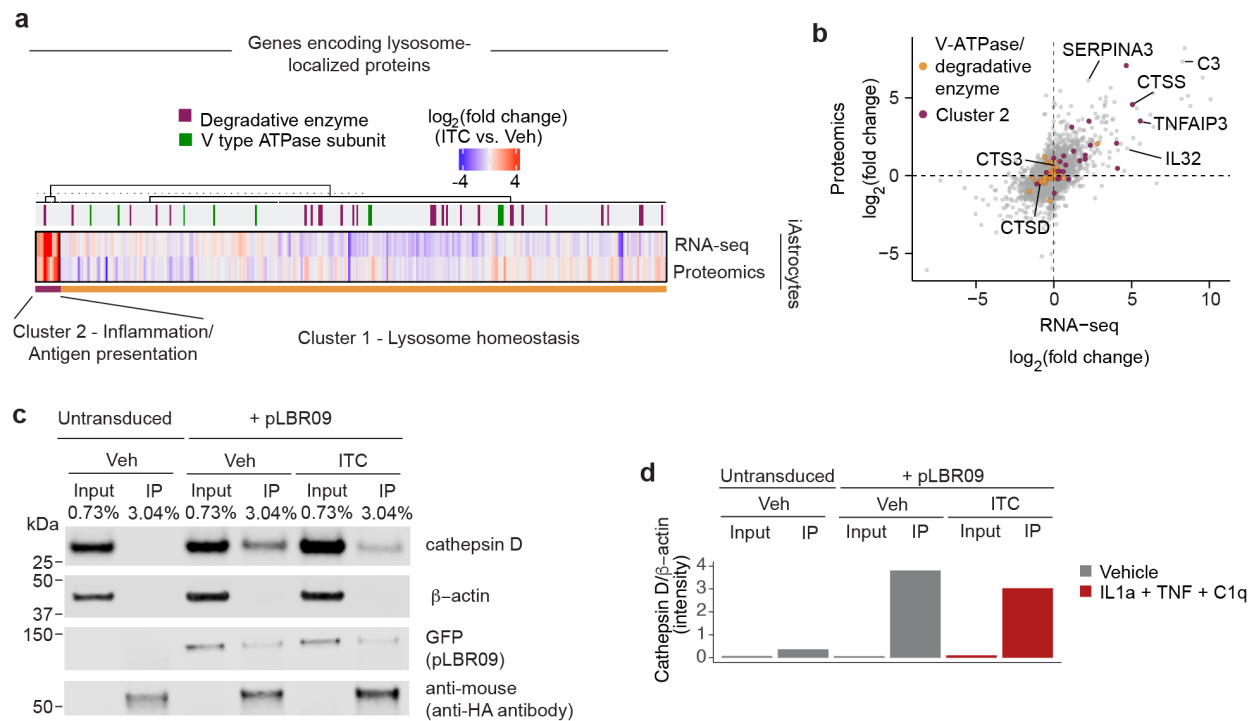 a
Genes encoding lysosome-
localized proteins
Degradative enzyme
V type ATPase subunit
log2(fold change)
(ITC vs. Veh)
-4 4
RNA-seq
Proteomics
iAstrocytes
Cluster 2 - Inflammation/
Antigen presentation
Cluster 1 - Lysosome homeostasis
b
V-ATPase/
degradative
enzyme
Cluster 2
SERPINA3
C3
CTSS
TNFAIP3
IL32
CTS3
CTSD
Proteomics
log2(fold change)
5
0
−5
−5 0 5 10
RNA−seq
log2(fold change)
c
Untransduced + pLBR09
Veh Veh ITC
Input IP Input IP Input IP
0.73% 3.04% 0.73% 3.04% 0.73% 3.04%
kDa
25
cathepsin D
50
37
β−actin
150
GFP
(pLBR09)
50
anti-mouse
(anti-HA antibody)
d
Untransduced + pLBR09
Veh Veh ITC
Input IP Input IP Input IP
Cathepsin D/β−actin
(intensity)
4
3
2
1
0
Vehicle
IL1a + TNF + C1q